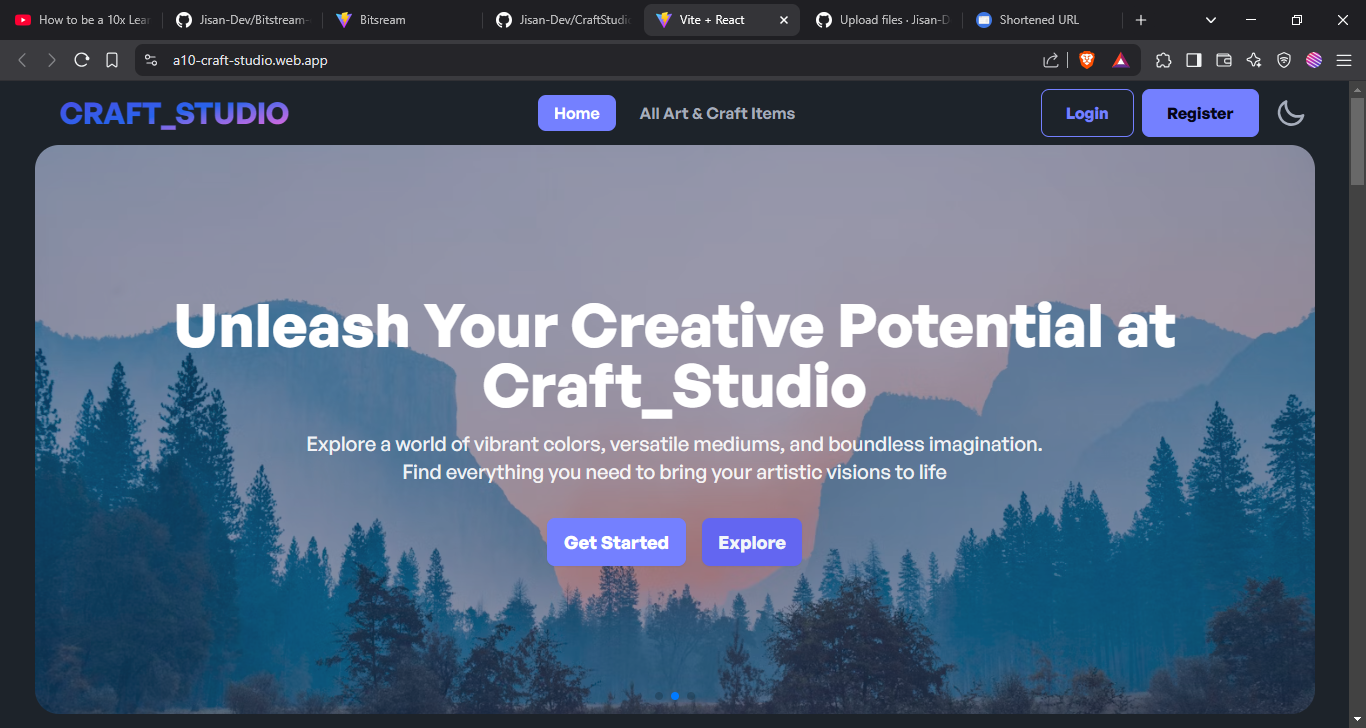 How to be a 10x Lear
Jisan-Dev/Bitstream-
Bitsream
Jisan-Dev/CraftStudio
Vite + React
Upload files · Jisan-D
Shortened URL
a10-craft-studio.web.app
CRAFT_STUDIO
Home
All Art & Craft Items
Login
Register
Unleash Your Creative Potential at
Craft_Studio
Explore a world of vibrant colors, versatile mediums, and boundless imagination.
Find everything you need to bring your artistic visions to life
Get Started
Explore